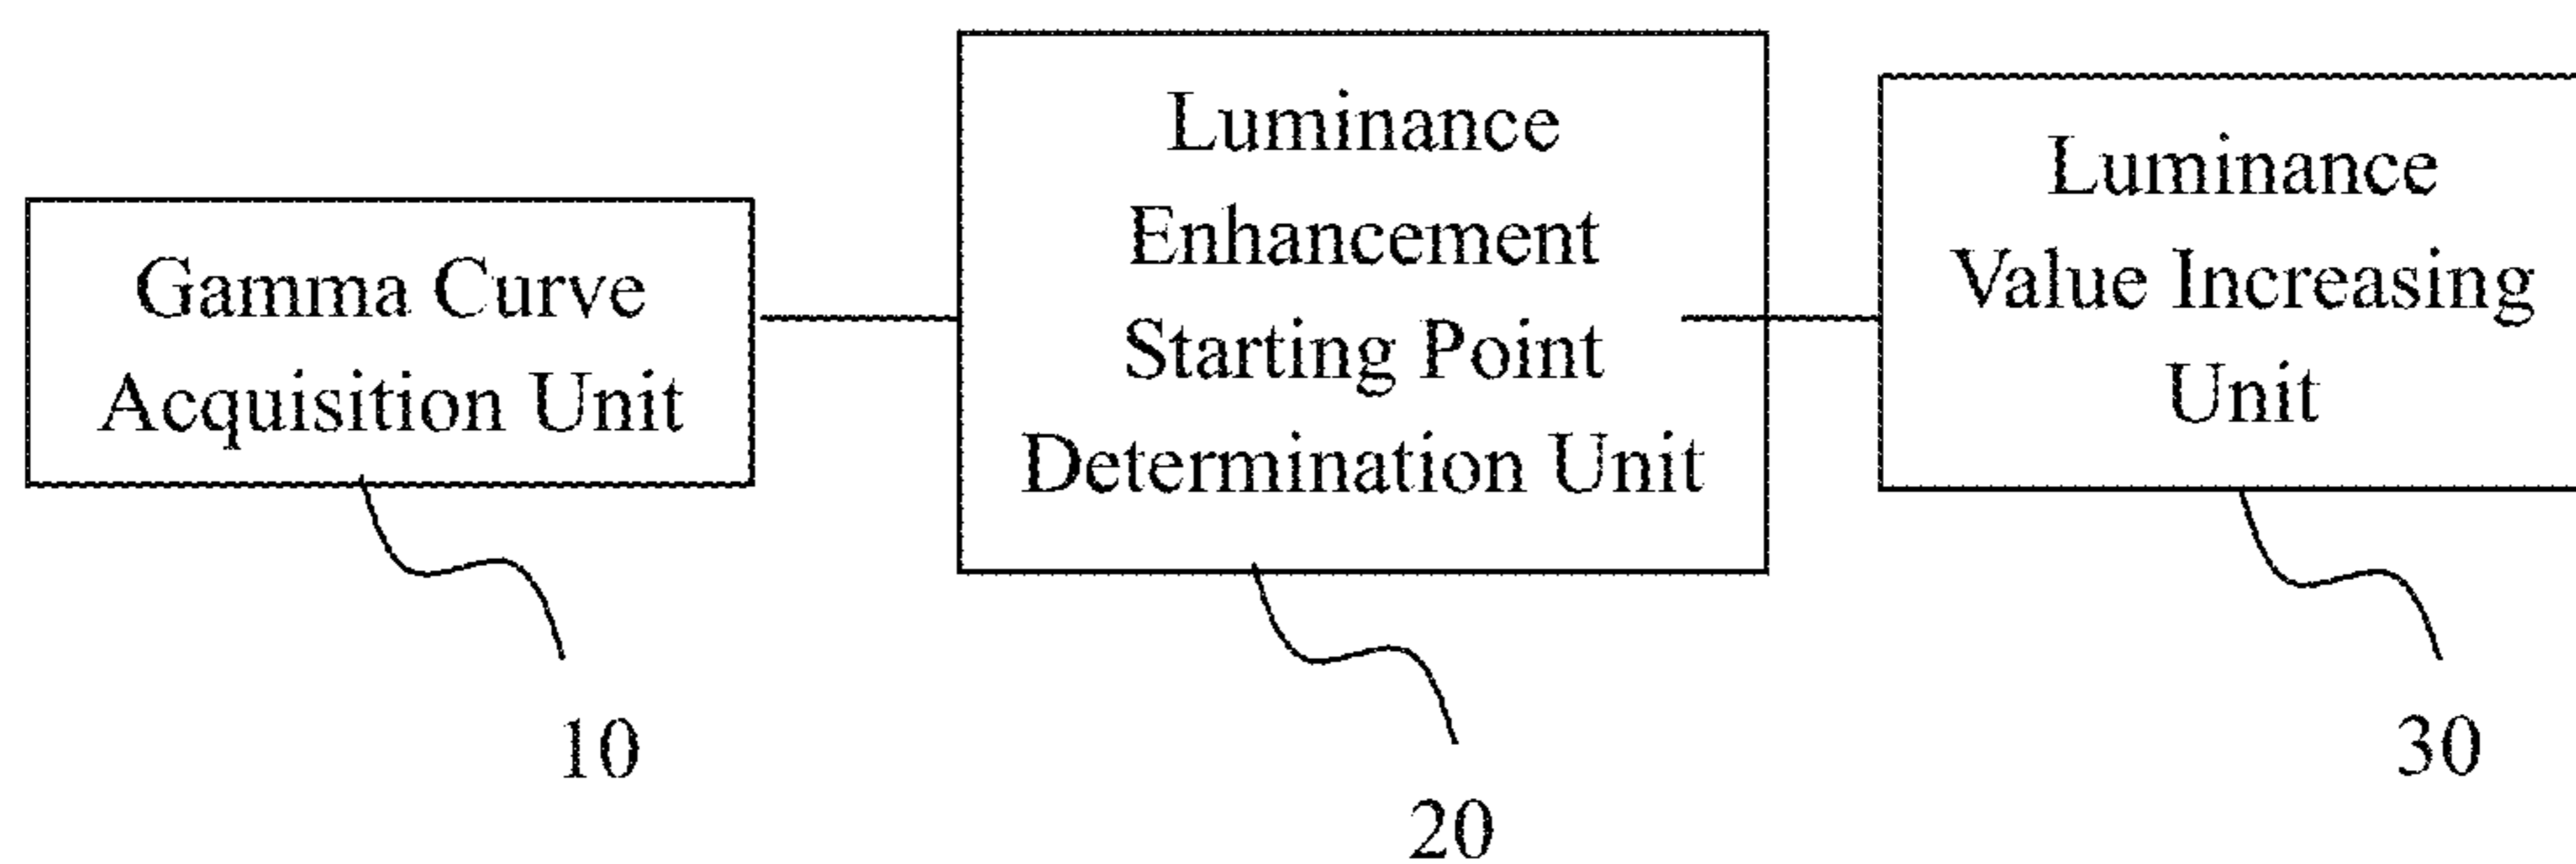 Gamma Curve
Acquisition Unit
10
Luminance
Enhancement
Starting Point
Determination Unit
20
Luminance
Value Increasing
Unit
30